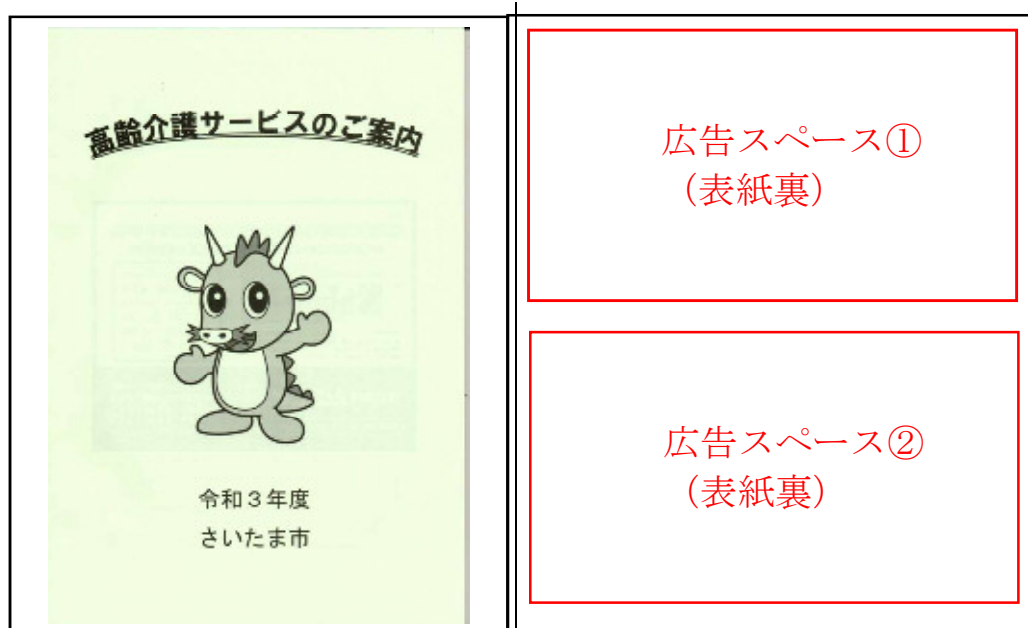 高齢介護サービスのご案内
令和３年度
さいたま市
広告スペース①
（表紙裏）
広告スペース②
（表紙裏）